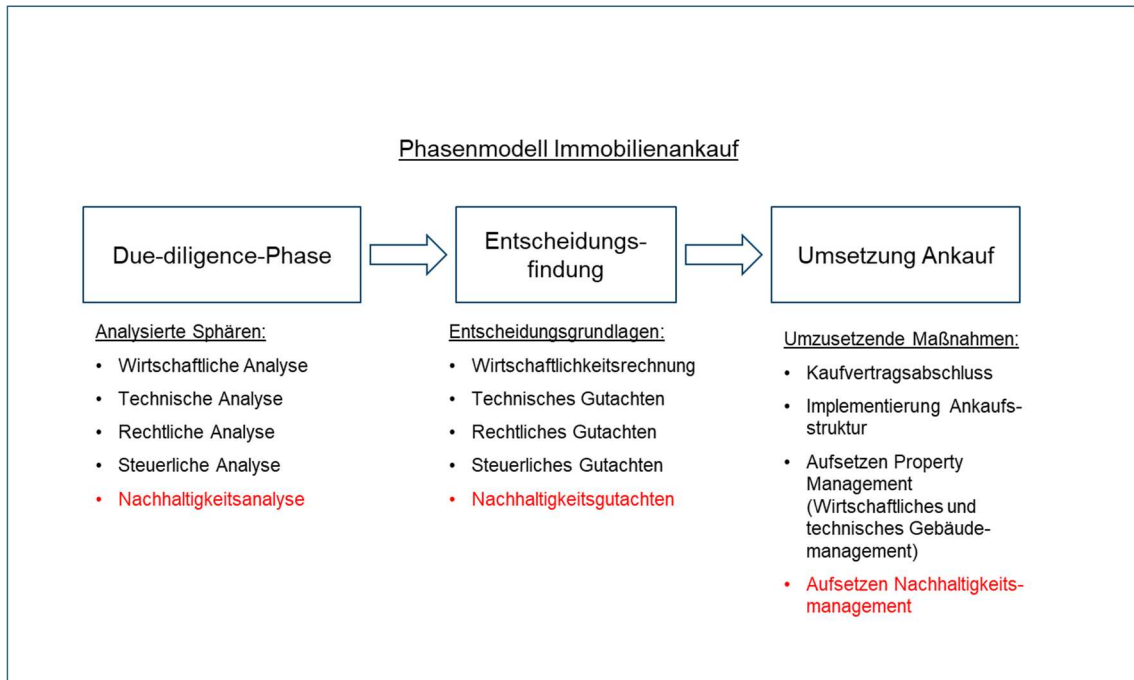 Phasenmodell Immobilienankauf
Due-diligence-Phase
Entscheidungs-
findung
Umsetzung Ankauf
Analysierte Sphären:
• Wirtschaftliche Analyse
• Technische Analyse
• Rechtliche Analyse
• Steuerliche Analyse
• Nachhaltigkeitsanalyse
Entscheidungsgrundlagen:
• Wirtschaftlichkeitsrechnung
• Technisches Gutachten
• Rechtliches Gutachten
• Steuerliches Gutachten
• Nachhaltigkeitsgutachten
Umzusetzende Maßnahmen:
• Kaufvertragsabschluss
• Implementierung Ankaufs-
struktur
• Aufsetzen Property
Management
(Wirtschaftliches und
technisches Gebäude-
management)
• Aufsetzen Nachhaltigkeits-
management